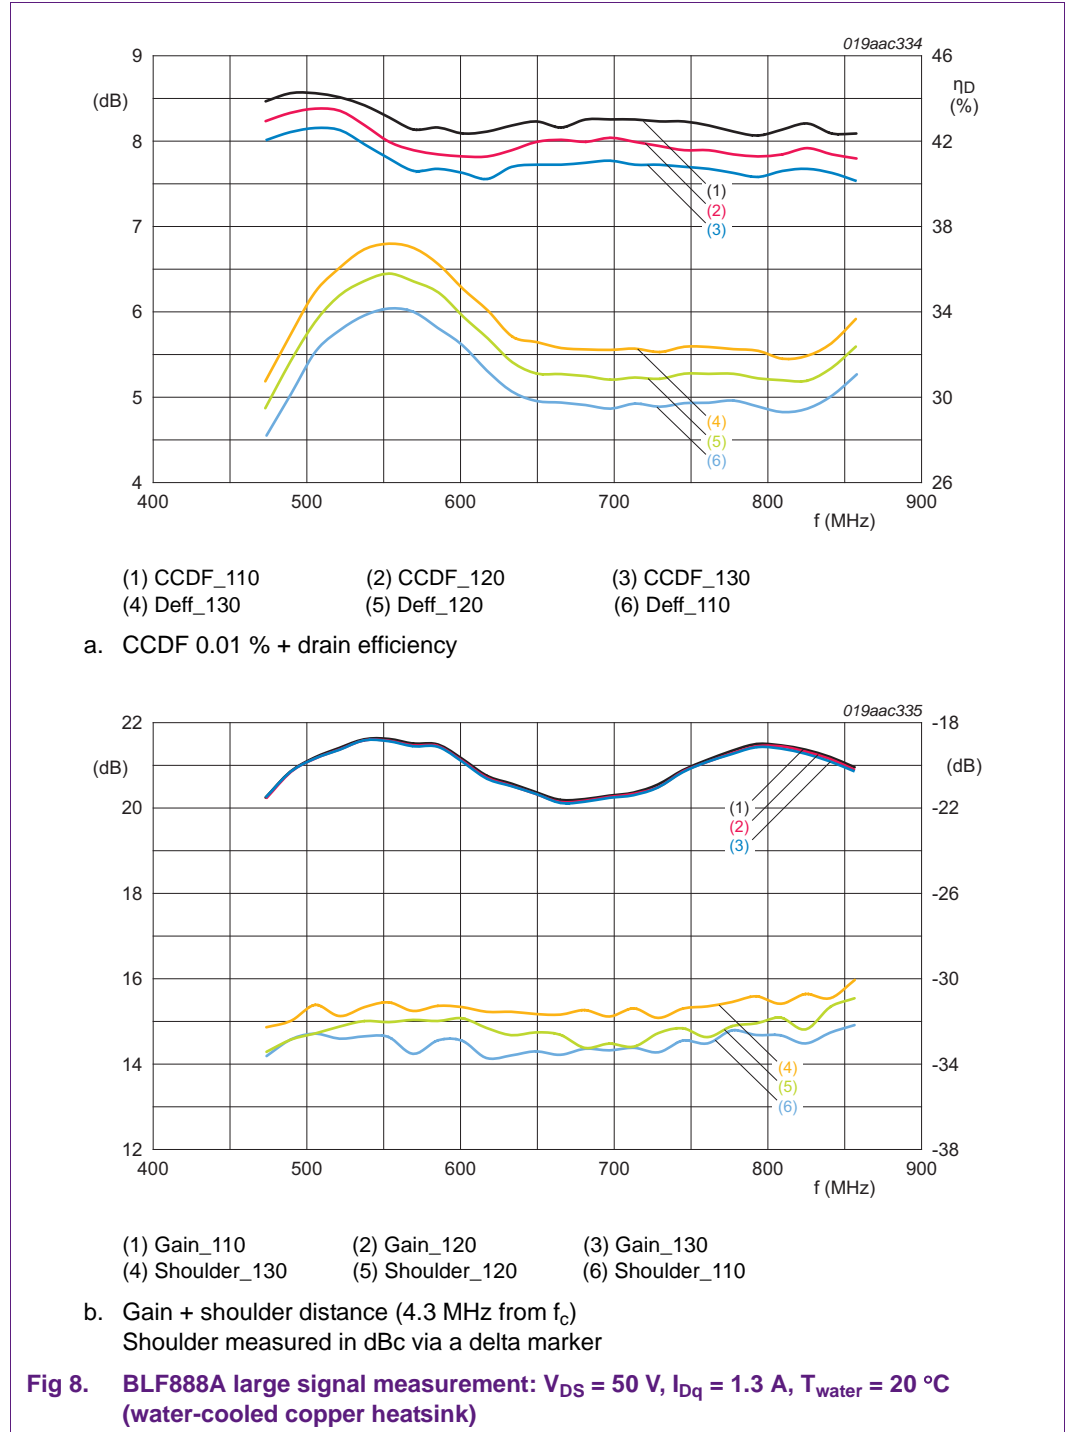 019aac334
9
46
(dB)
ηD
(%)
8
42
(1)
(2)
(3)
7
38
6
34
5
30
(4)
(5)
(6)
4
26
400
500
600
700
800
900
f (MHz)
(1) CCDF_110 (2) CCDF_120 (3) CCDF_130
(4) Deff_130 (5) Deff_120 (6) Deff_110
a. CCDF 0.01 % + drain efficiency
019aac335
22
-18
(dB)
(dB)
20
-22
(1)
(2)
(3)
18
-26
16
-30
14
-34
(4)
(5)
(6)
12
-38
400
500
600
700
800
900
f (MHz)
(1) Gain_110 (2) Gain_120 (3) Gain_130
(4) Shoulder_130 (5) Shoulder_120 (6) Shoulder_110
b. Gain + shoulder distance (4.3 MHz from fc)
Shoulder measured in dBc via a delta marker
Fig 8. BLF888A large signal measurement: VDS = 50 V, IDq = 1.3 A, Twater = 20 °C
(water-cooled copper heatsink)